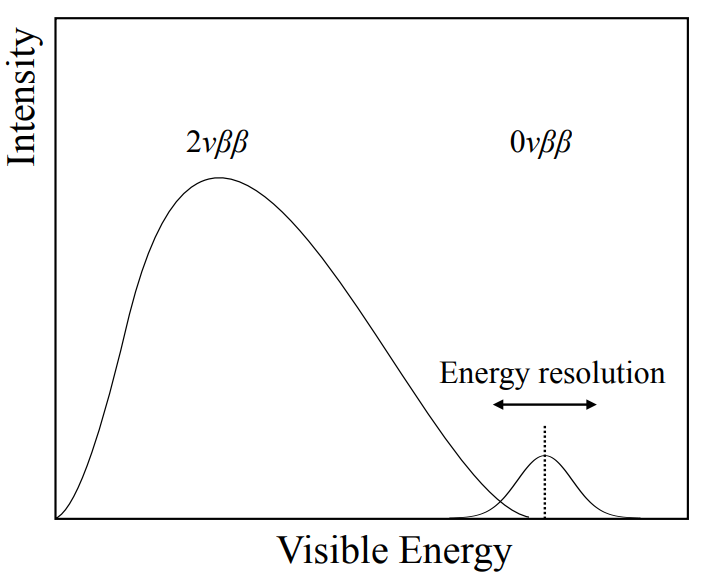 Intensity
2νββ
0νββ
Energy resolution
Visible Energy